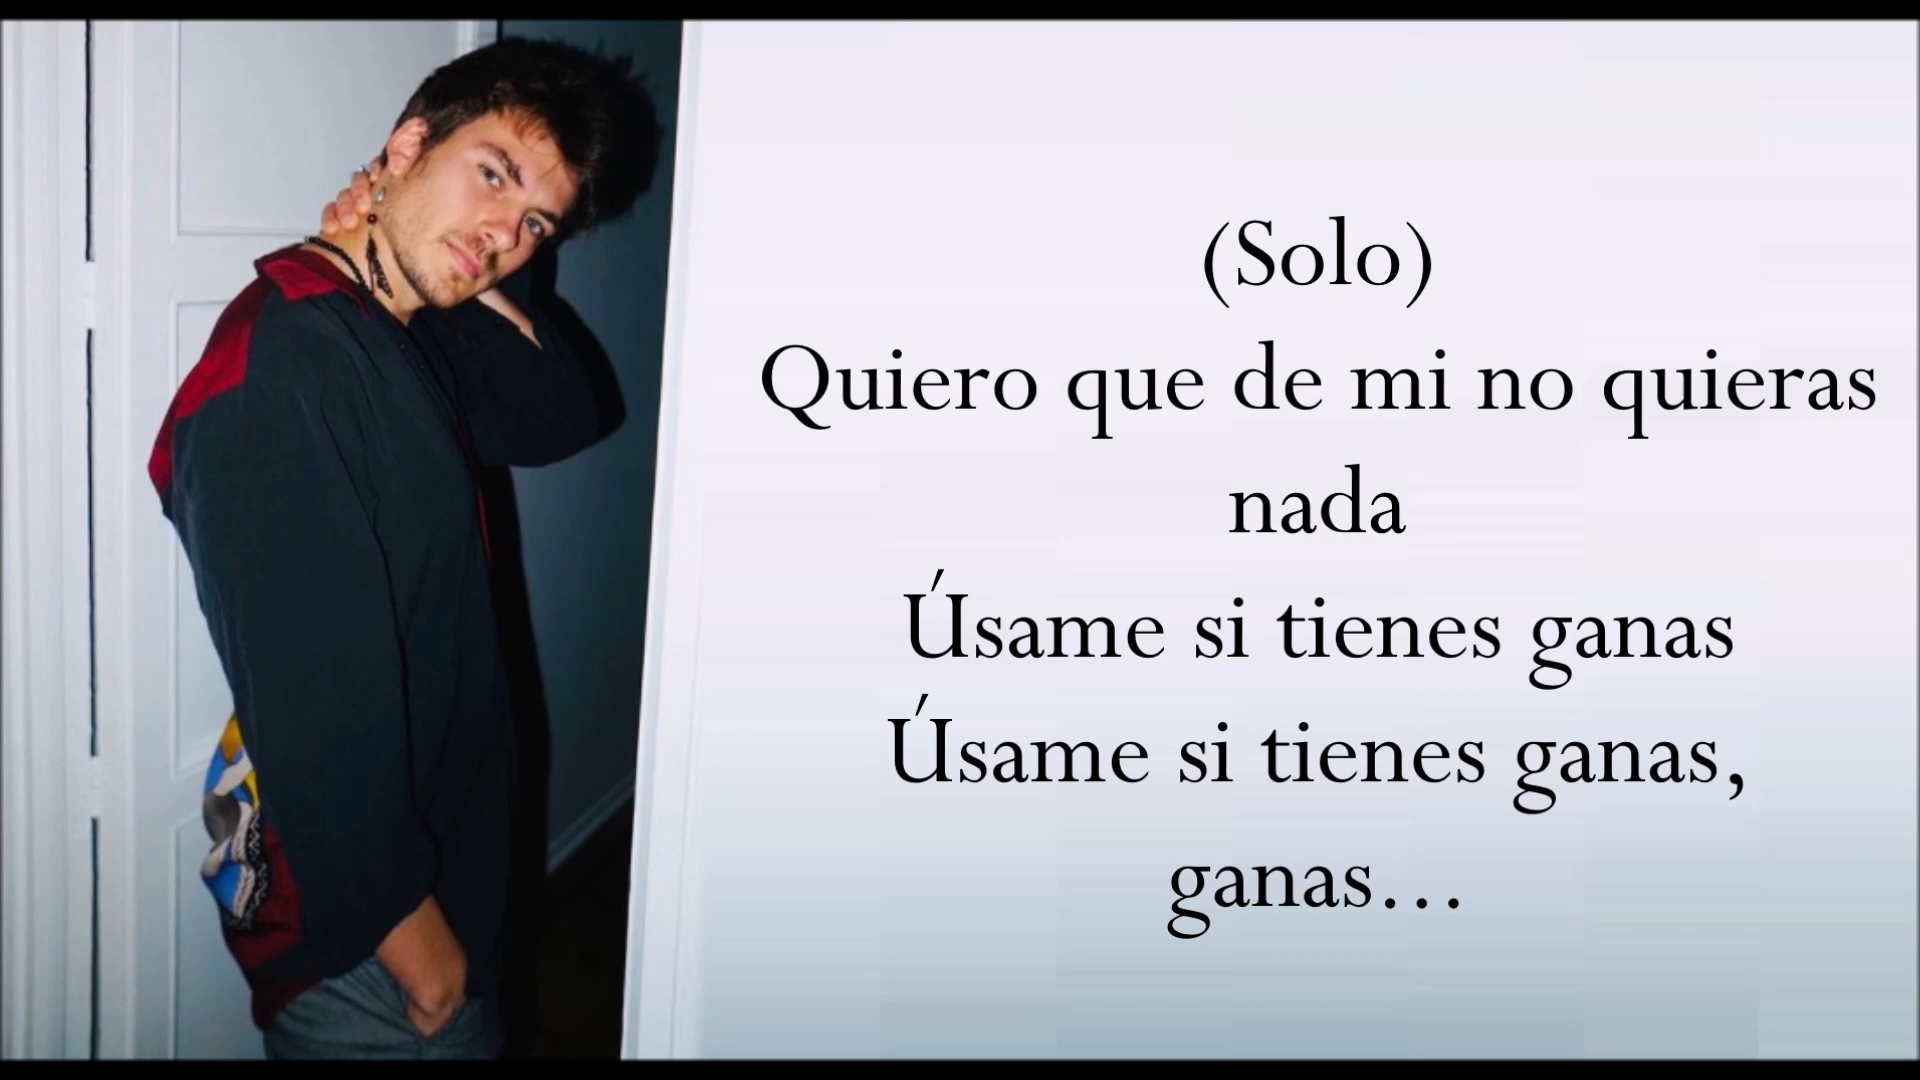 (Solo)
Quiero que de mi no quieras
nada
Úsame si tienes ganas
Úsame si tienes ganas,
ganas...